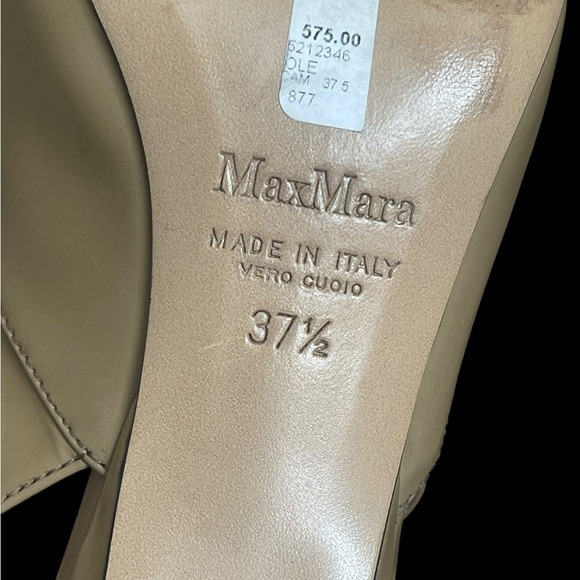 575.00
5212346
OLE
CAM 37.5
877
MaxMara
MADE IN ITALY
VERO CUOIO
37½